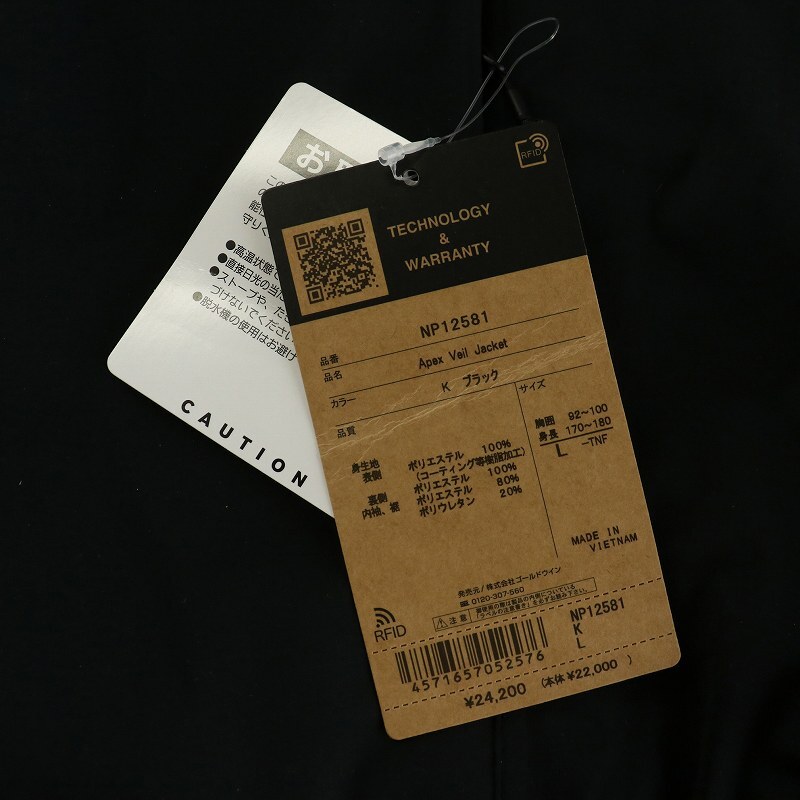 お
この
の
能性
守りく
●高温状態で
●直接日光の当た
●ストーブや、たき
づけないでください
●脱水機の使用はお避け
CAUTION
RFID
TECHNOLOGY
&
WARRANTY
品番 NP12581
品名 Apex Veil Jacket
カラー K ブラック
品質
サイズ
胸囲 92~100
身長 170~180
L -TNF
身生地
表側 ポリエステル 100%
(コーティング等樹脂加工)
裏側 ポリエステル 100%
内袖、裾 ポリエステル 80%
ポリウレタン 20%
MADE IN
VIETNAM
発売元/株式会社ゴールドウイン
☎ 0120-307-560
⚠注意
RFID
NP12581
K
L
4571657052576
¥24,200 (本体¥22,000)